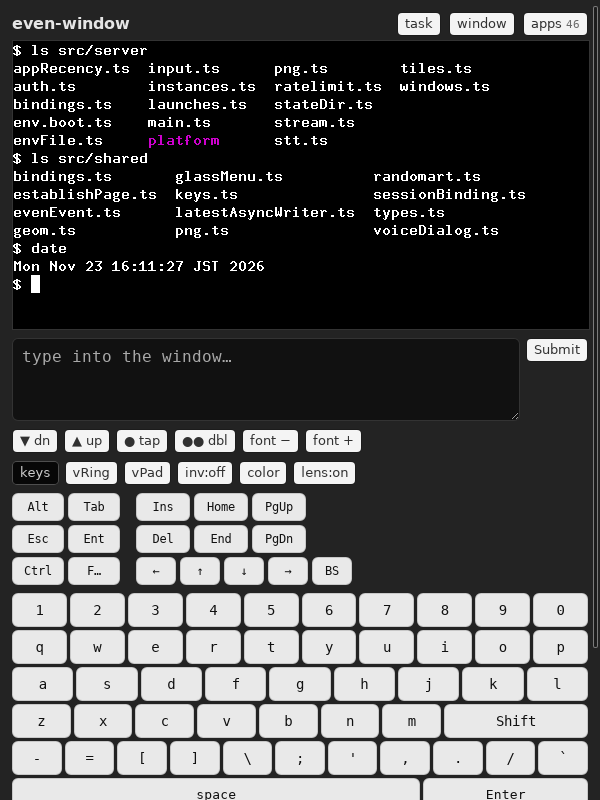 even-window task window apps 46
$ ls src/server
appRecency.ts input.ts png.ts tiles.ts
auth.ts instances.ts ratelimit.ts windows.ts
bindings.ts launches.ts stateDir.ts
env.boot.ts main.ts stream.ts
envFile.ts platform stt.ts
$ ls src/shared
bindings.ts glassMenu.ts randomart.ts
establishPage.ts keys.ts sessionBinding.ts
evenEvent.ts latestAsyncWriter.ts types.ts
geom.ts png.ts voiceDialog.ts
$ date
Mon Nov 23 16:11:27 JST 2026
$
type into the window… Submit
▼ dn ▲ up ● tap ●● dbl font − font +
keys vRing vPad inv:off color lens:on
Alt Tab Ins Home PgUp
Esc Ent Del End PgDn
Ctrl F… ← ↑ ↓ → BS
1 2 3 4 5 6 7 8 9 0
q w e r t y u i o p
a s d f g h j k l
z x c v b n m Shift
- = [ ] \ ; ' , . / `
space Enter